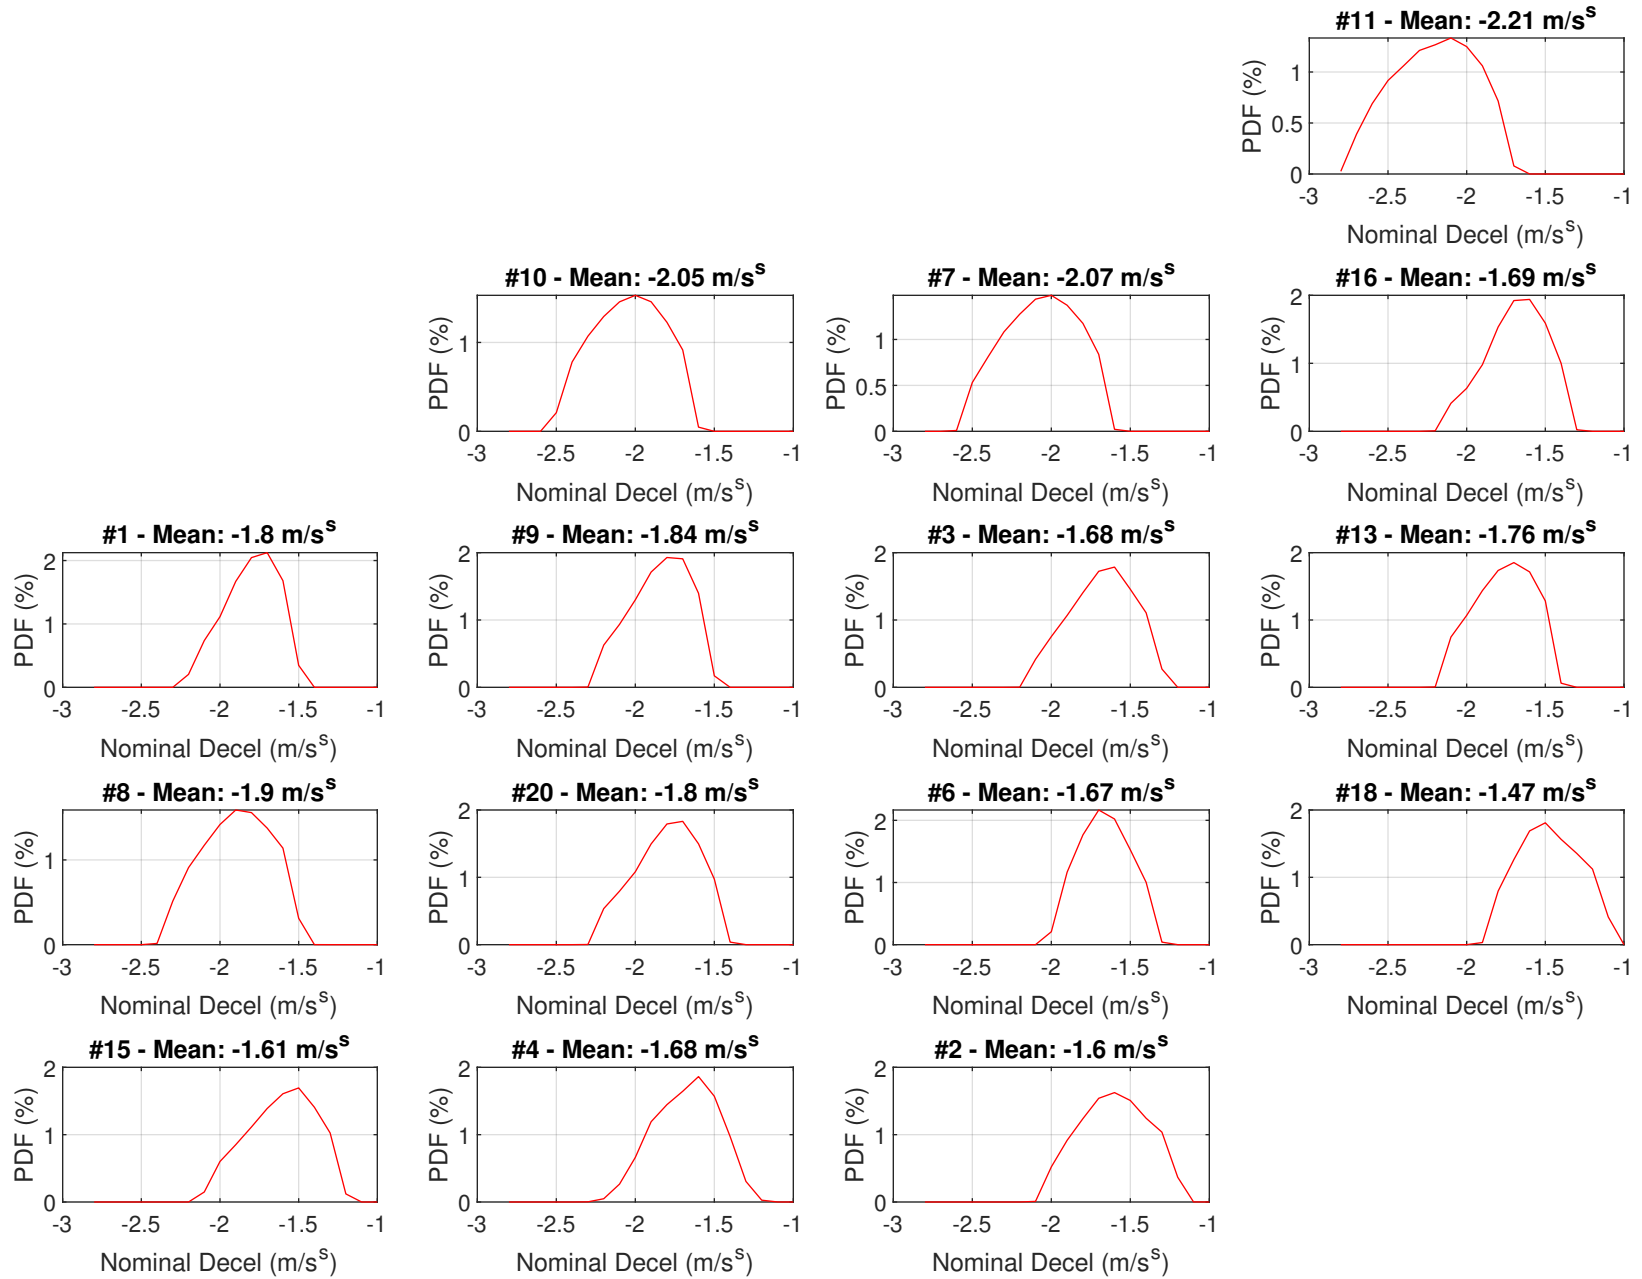 #11 - Mean: -2.21 m/s^s
PDF (%)
1
0.5
0
-3 -2.5 -2 -1.5 -1
Nominal Decel (m/s^s)
#10 - Mean: -2.05 m/s^s
PDF (%)
1
0
-3 -2.5 -2 -1.5 -1
Nominal Decel (m/s^s)
#7 - Mean: -2.07 m/s^s
PDF (%)
1
0.5
0
-3 -2.5 -2 -1.5 -1
Nominal Decel (m/s^s)
#16 - Mean: -1.69 m/s^s
PDF (%)
2
1
0
-3 -2.5 -2 -1.5 -1
Nominal Decel (m/s^s)
#1 - Mean: -1.8 m/s^s
PDF (%)
2
1
0
-3 -2.5 -2 -1.5 -1
Nominal Decel (m/s^s)
#9 - Mean: -1.84 m/s^s
PDF (%)
2
1
0
-3 -2.5 -2 -1.5 -1
Nominal Decel (m/s^s)
#3 - Mean: -1.68 m/s^s
PDF (%)
2
1
0
-3 -2.5 -2 -1.5 -1
Nominal Decel (m/s^s)
#13 - Mean: -1.76 m/s^s
PDF (%)
2
1
0
-3 -2.5 -2 -1.5 -1
Nominal Decel (m/s^s)
#8 - Mean: -1.9 m/s^s
PDF (%)
1
0
-3 -2.5 -2 -1.5 -1
Nominal Decel (m/s^s)
#20 - Mean: -1.8 m/s^s
PDF (%)
2
1
0
-3 -2.5 -2 -1.5 -1
Nominal Decel (m/s^s)
#6 - Mean: -1.67 m/s^s
PDF (%)
2
1
0
-3 -2.5 -2 -1.5 -1
Nominal Decel (m/s^s)
#18 - Mean: -1.47 m/s^s
PDF (%)
2
1
0
-3 -2.5 -2 -1.5 -1
Nominal Decel (m/s^s)
#15 - Mean: -1.61 m/s^s
PDF (%)
2
1
0
-3 -2.5 -2 -1.5 -1
Nominal Decel (m/s^s)
#4 - Mean: -1.68 m/s^s
PDF (%)
2
1
0
-3 -2.5 -2 -1.5 -1
Nominal Decel (m/s^s)
#2 - Mean: -1.6 m/s^s
PDF (%)
2
1
0
-3 -2.5 -2 -1.5 -1
Nominal Decel (m/s^s)